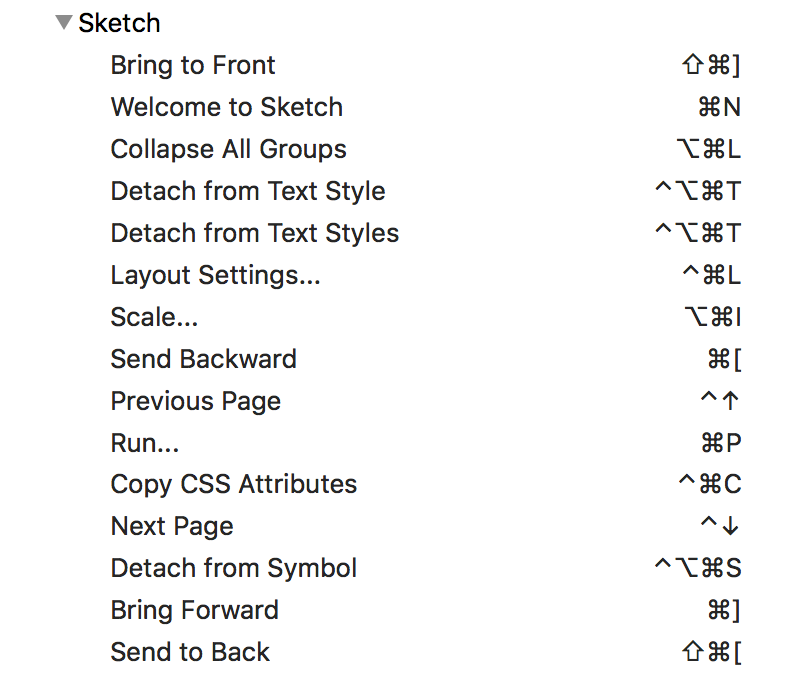 ▼ Sketch
Bring to Front ⇧⌘]
Welcome to Sketch ⌘N
Collapse All Groups ⌥⌘L
Detach from Text Style ^⌥⌘T
Detach from Text Styles ^⌥⌘T
Layout Settings... ^⌘L
Scale... ⌥⌘I
Send Backward ⌘[
Previous Page ^↑
Run... ⌘P
Copy CSS Attributes ^⌘C
Next Page ^↓
Detach from Symbol ^⌥⌘S
Bring Forward ⌘]
Send to Back ⇧⌘[